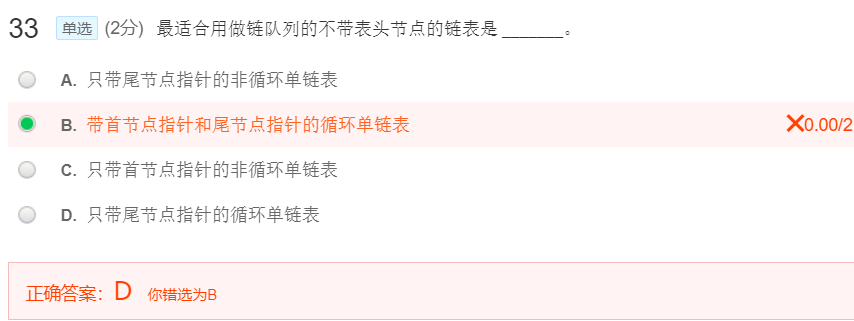 33 单选 (2分) 最适合用做链队列的不带表头节点的链表是 _______。
A. 只带尾节点指针的非循环单链表
B. 带首节点指针和尾节点指针的循环单链表 ✕0.00/2
C. 只带首节点指针的非循环单链表
D. 只带尾节点指针的循环单链表
正确答案：D 你错选为B